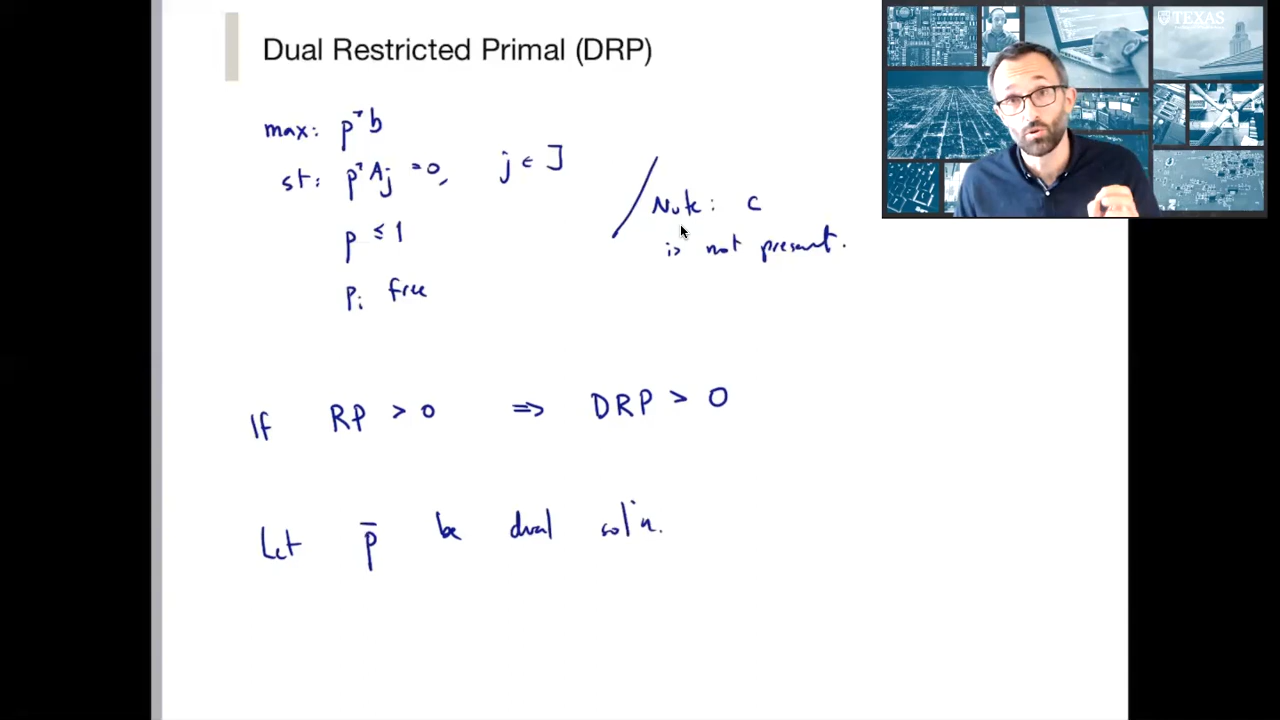 Dual Restricted Primal (DRP)
max: pᵀb
st: pᵀAj = 0, j ∈ J
p ≤ 1
pᵢ free
Note: c
is not present.
If RP > 0 ⇒ DRP > 0
Let p̄ be dual sol'n.
TEXAS